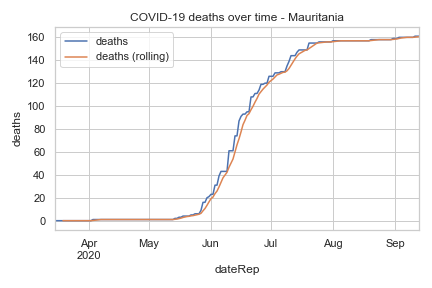 COVID-19 deaths over time - Mauritania
deaths
deaths (rolling)
160
140
120
100
80
60
40
20
0
deaths
Apr
2020
May
Jun
Jul
Aug
Sep
dateRep